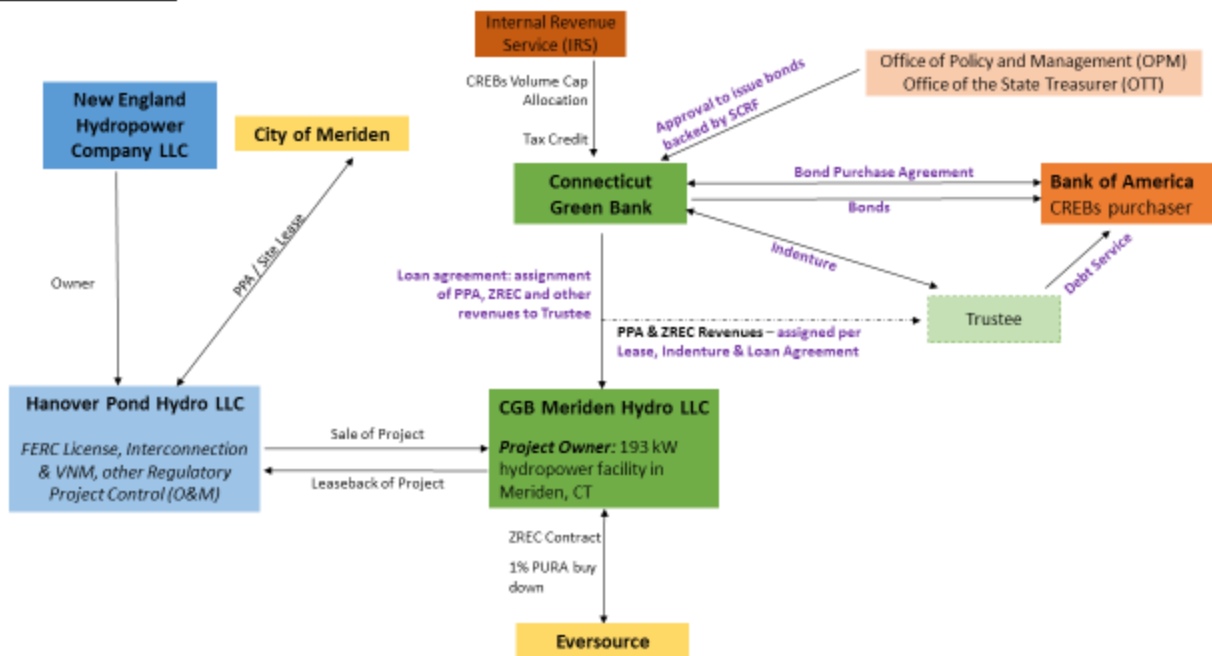 Internal Revenue
Service (IRS)
CREBs Volume Cap
Allocation
Tax Credit
Office of Policy and Management (OPM)
Office of the State Treasurer (OTT)
Approval to issue bonds
backed by SCRF
New England
Hydropower
Company LLC
City of Meriden
Connecticut
Green Bank
Bond Purchase Agreement
Bonds
Bank of America
CREBs purchaser
Indenture
Debt Service
Trustee
Owner
PPA / Site Lease
Loan agreement: assignment
of PPA, ZREC and other
revenues to Trustee
PPA & ZREC Revenues – assigned per
Lease, Indenture & Loan Agreement
Hanover Pond Hydro LLC
FERC License, Interconnection
& VNM, other Regulatory
Project Control (O&M)
Sale of Project
Leaseback of Project
CGB Meriden Hydro LLC
Project Owner: 193 kW
hydropower facility in
Meriden, CT
ZREC Contract
1% PURA buy
down
Eversource